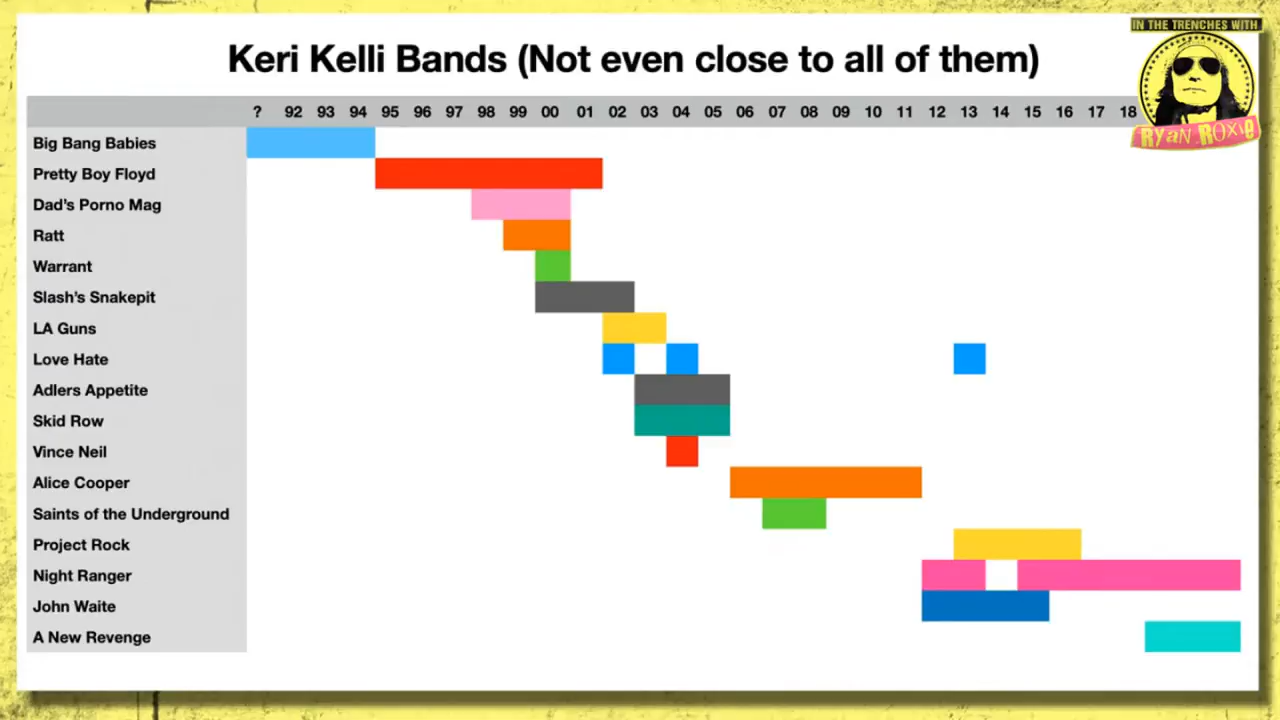 IN THE TRENCHES WITH
Keri Kelli Bands (Not even close to all of them)
RYAN ROXIE
? 92 93 94 95 96 97 98 99 00 01 02 03 04 05 06 07 08 09 10 11 12 13 14 15 16 17 18
Big Bang Babies
Pretty Boy Floyd
Dad's Porno Mag
Ratt
Warrant
Slash's Snakepit
LA Guns
Love Hate
Adlers Appetite
Skid Row
Vince Neil
Alice Cooper
Saints of the Underground
Project Rock
Night Ranger
John Waite
A New Revenge